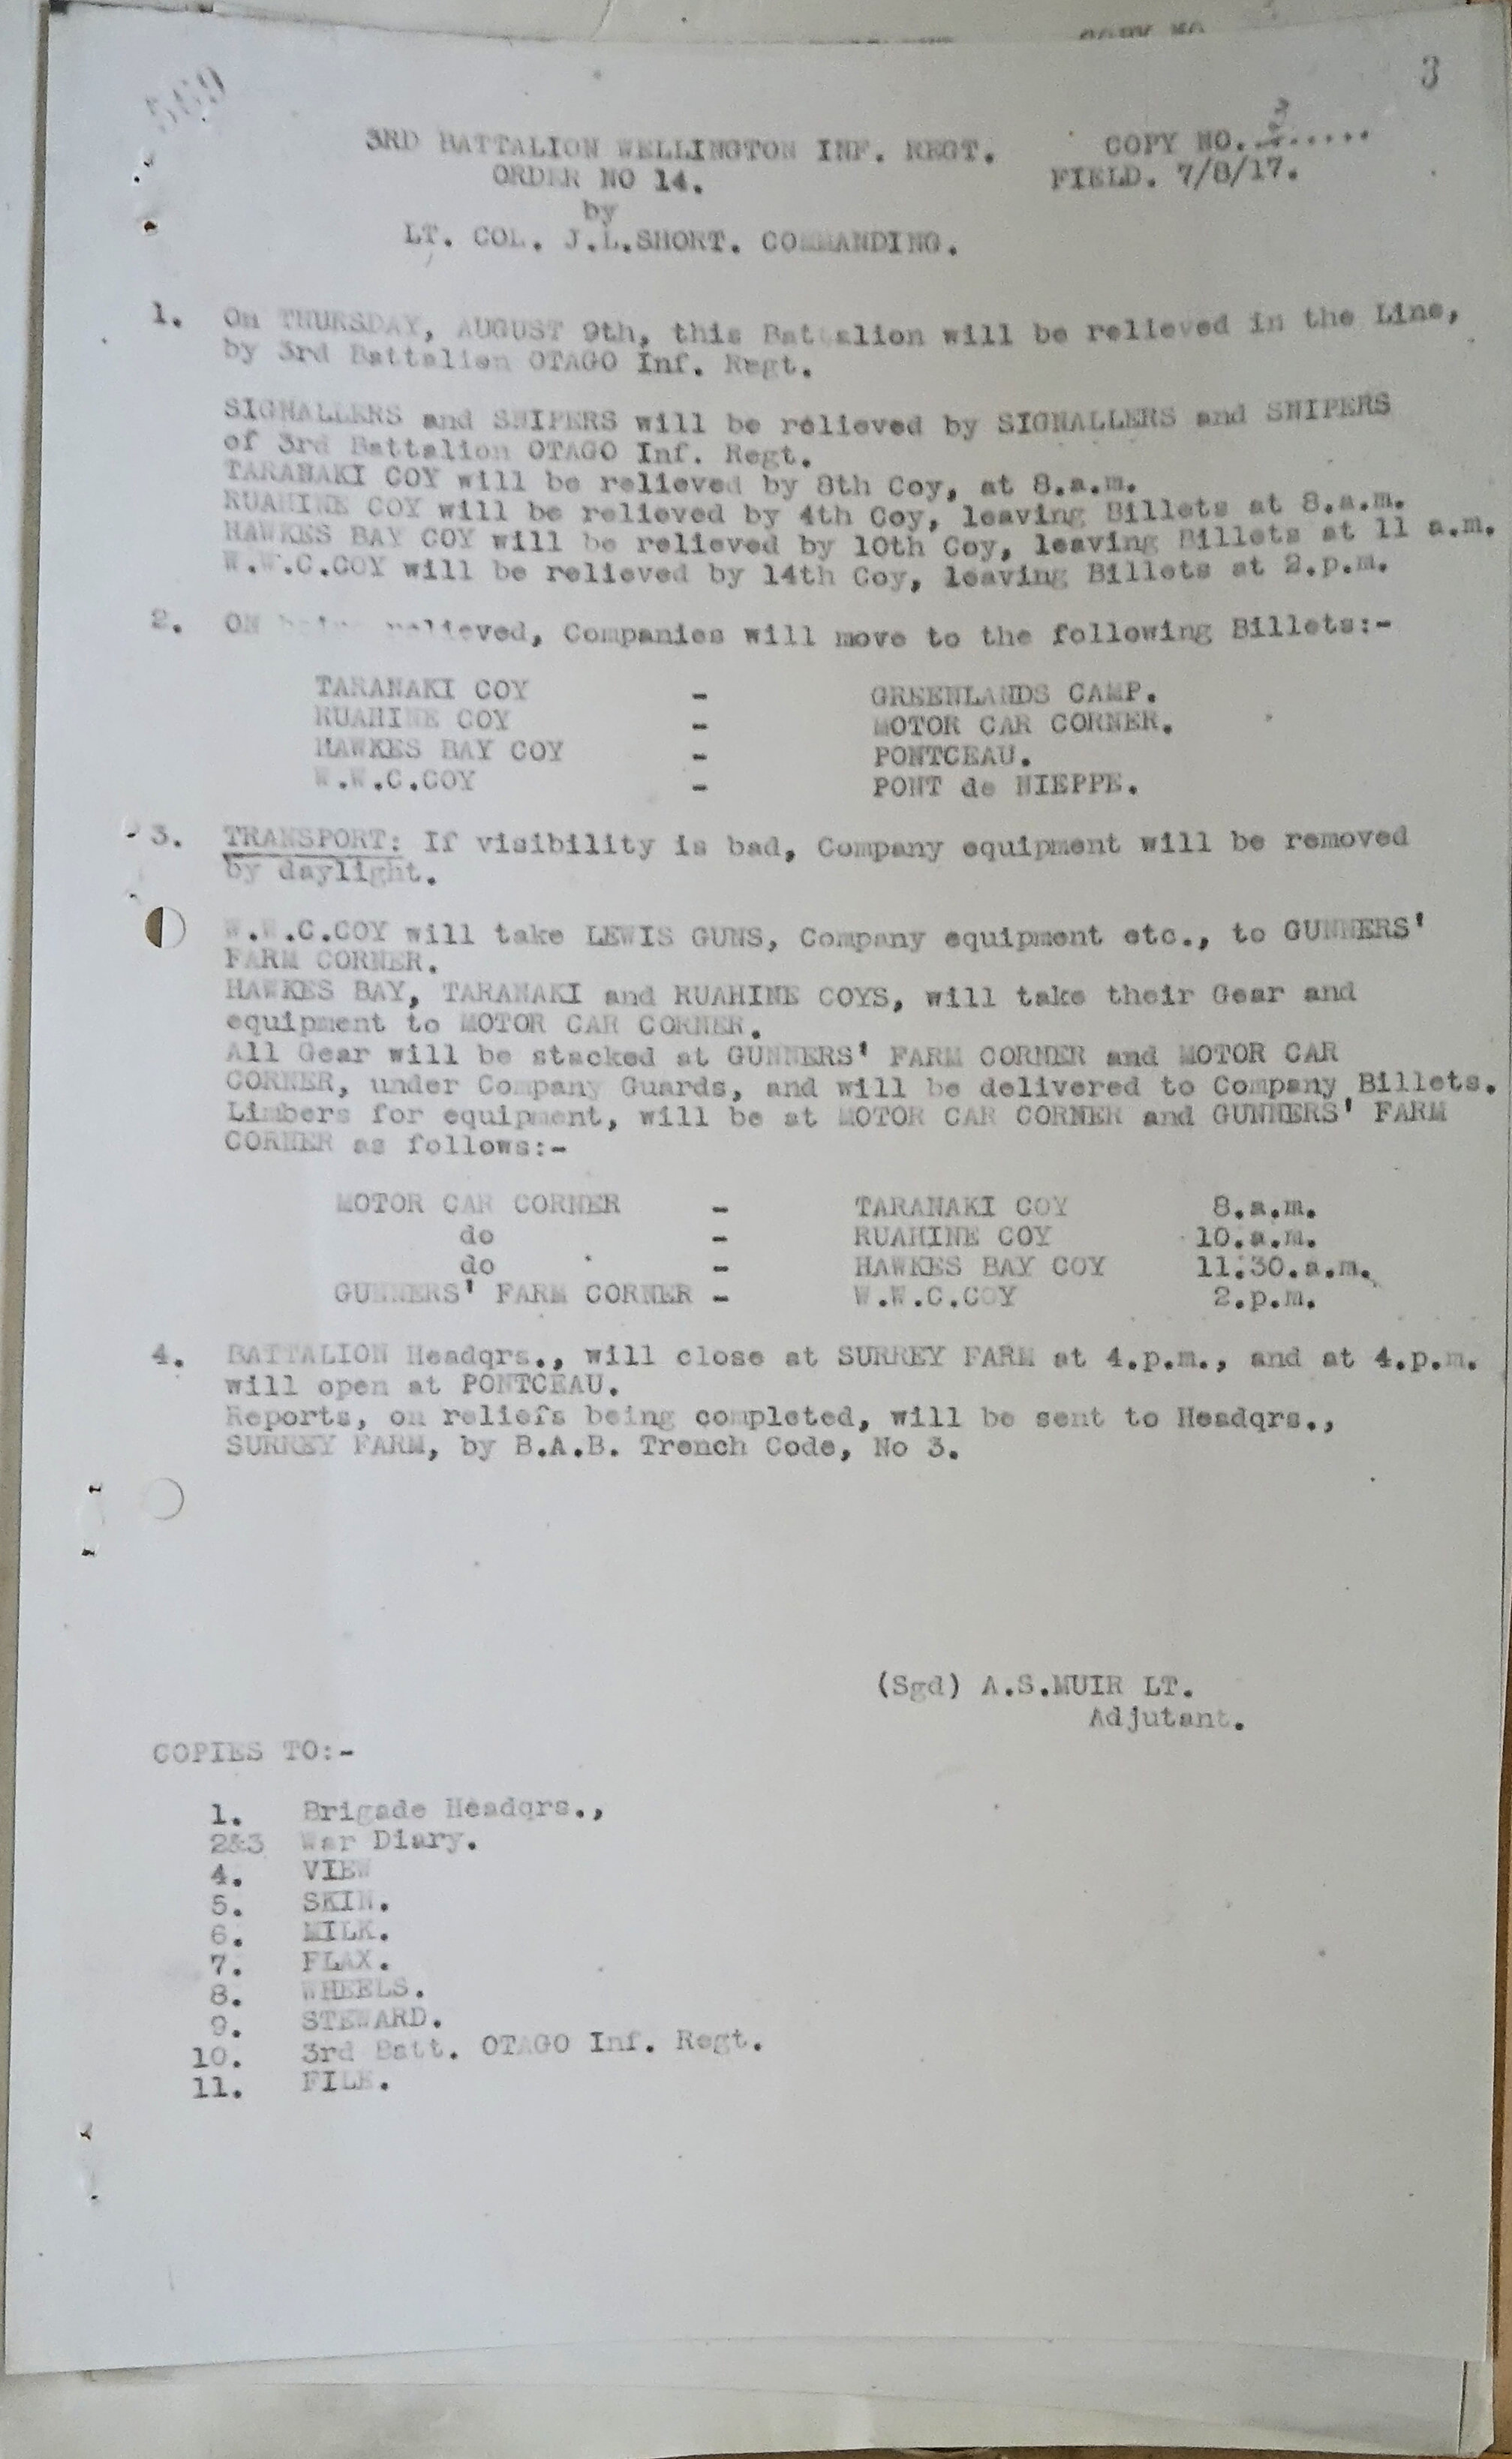 3
3RD BATTALION WELLINGTON INF. REGT. COPY NO. 3.....
ORDER NO 14. FIELD. 7/8/17.
by
LT. COL. J.L.SHORT. COMMANDING.
1. On THURSDAY, AUGUST 9th, this Battalion will be relieved in the Line,
by 3rd Battalion OTAGO Inf. Regt.
SIGNALLERS and SNIPERS will be relieved by SIGNALLERS and SNIPERS
of 3rd Battalion OTAGO Inf. Regt.
TARANAKI COY will be relieved by 8th Coy, at 8.a.m.
RUAHINE COY will be relieved by 4th Coy, leaving Billets at 8.a.m.
HAWKES BAY COY will be relieved by 10th Coy, leaving Billets at 11 a.m.
W.W.C.COY will be relieved by 14th Coy, leaving Billets at 2.p.m.
2. ON being relieved, Companies will move to the following Billets:-
TARANAKI COY - GREENLANDS CAMP.
RUAHINE COY - MOTOR CAR CORNER.
HAWKES BAY COY - PONTCEAU.
W.W.C.COY - PONT de NIEPPE.
3. TRANSPORT: If visibility is bad, Company equipment will be removed
by daylight.
W.W.C.COY will take LEWIS GUNS, Company equipment etc., to GUNNERS'
FARM CORNER.
HAWKES BAY, TARANAKI and RUAHINE COYS, will take their Gear and
equipment to MOTOR CAR CORNER.
All Gear will be stacked at GUNNERS' FARM CORNER and MOTOR CAR
CORNER, under Company Guards, and will be delivered to Company Billets.
Limbers for equipment, will be at MOTOR CAR CORNER and GUNNERS' FARM
CORNER as follows:-
MOTOR CAR CORNER - TARANAKI COY 8.a.m.
do - RUAHINE COY 10.a.m.
do - HAWKES BAY COY 11.30.a.m.
GUNNERS' FARM CORNER - W.W.C.COY 2.p.m.
4. BATTALION Headqrs., will close at SURREY FARM at 4.p.m., and at 4.p.m.
will open at PONTCEAU.
Reports, on reliefs being completed, will be sent to Headqrs.,
SURREY FARM, by B.A.B. Trench Code, No 3.
(Sgd) A.S.MUIR LT.
Adjutant.
COPIES TO:-
1. Brigade Headqrs.,
2&3 War Diary.
4. VIEW
5. SKIN.
6. MILK.
7. FLAX.
8. WHEELS.
9. STEWARD.
10. 3rd Batt. OTAGO Inf. Regt.
11. FILE.